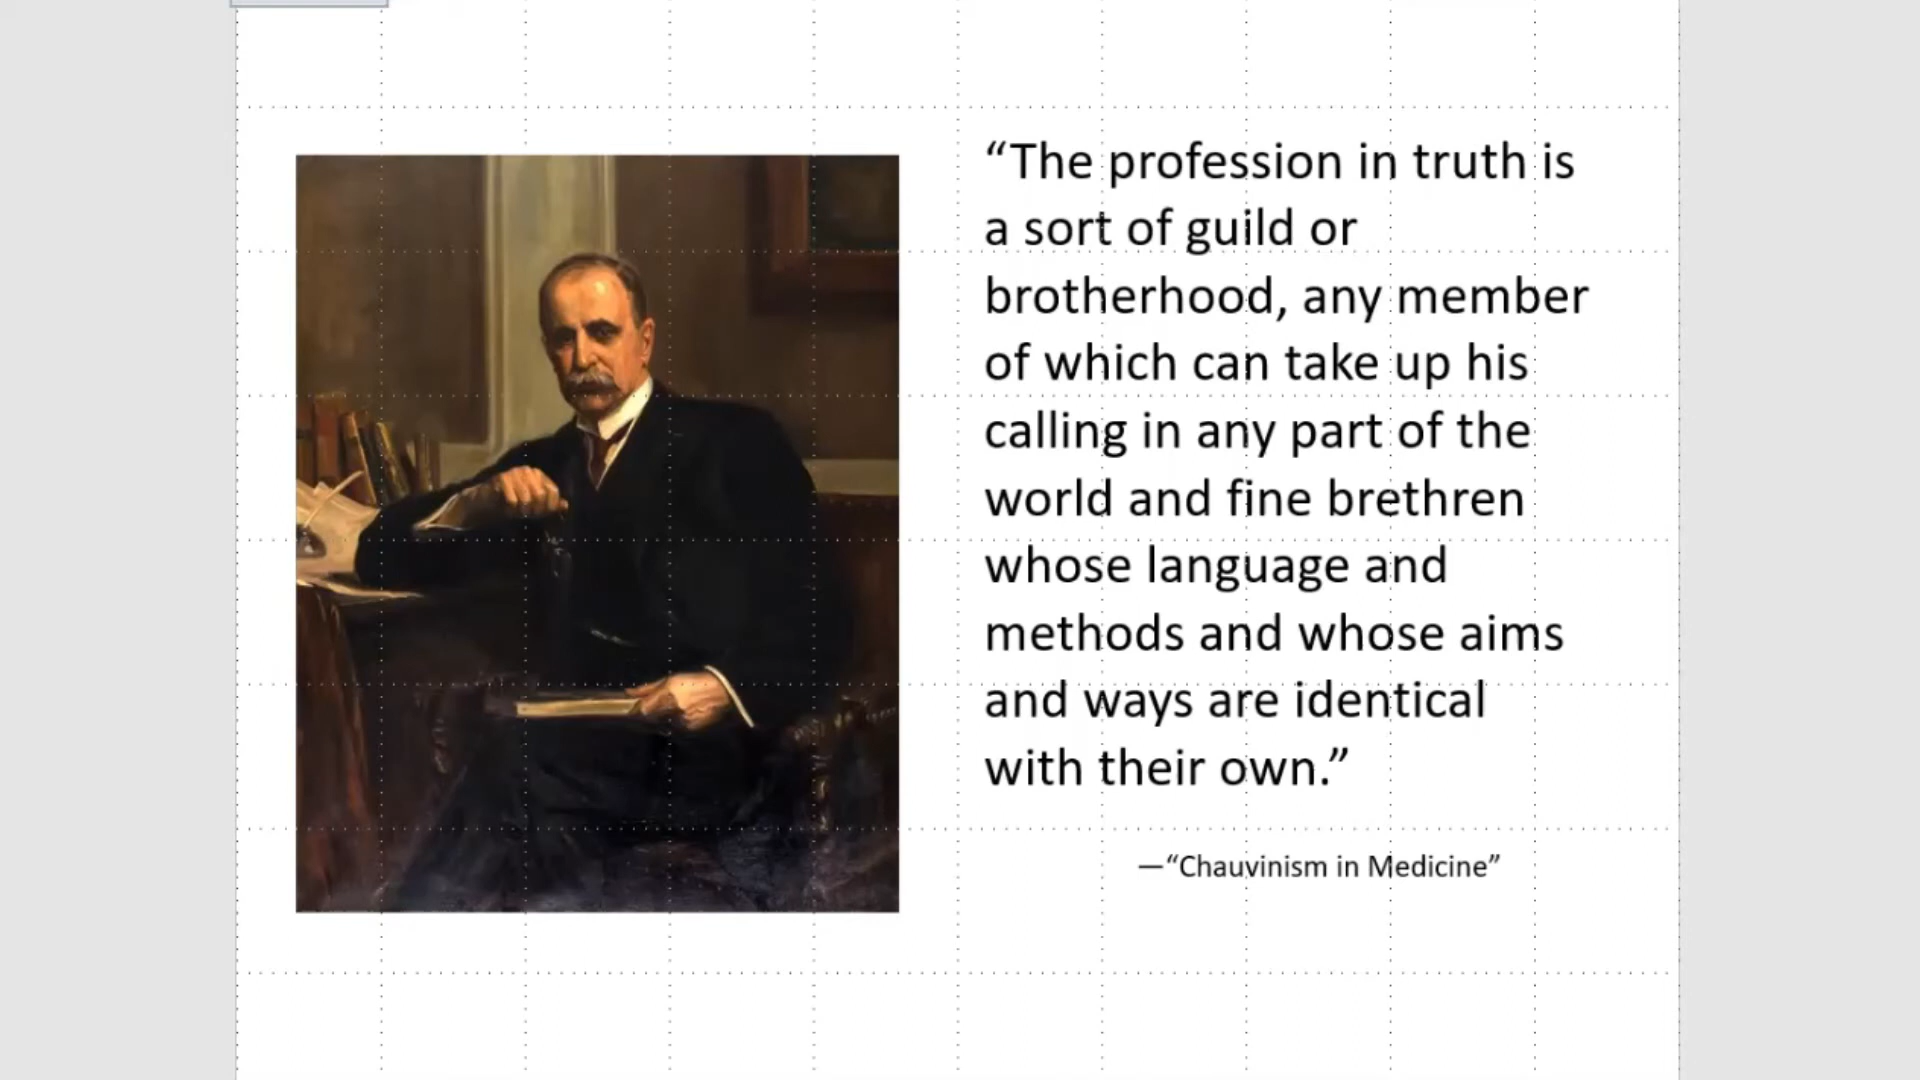 “The profession in truth is
a sort of guild or
brotherhood, any member
of which can take up his
calling in any part of the
world and fine brethren
whose language and
methods and whose aims
and ways are identical
with their own.”
—“Chauvinism in Medicine”